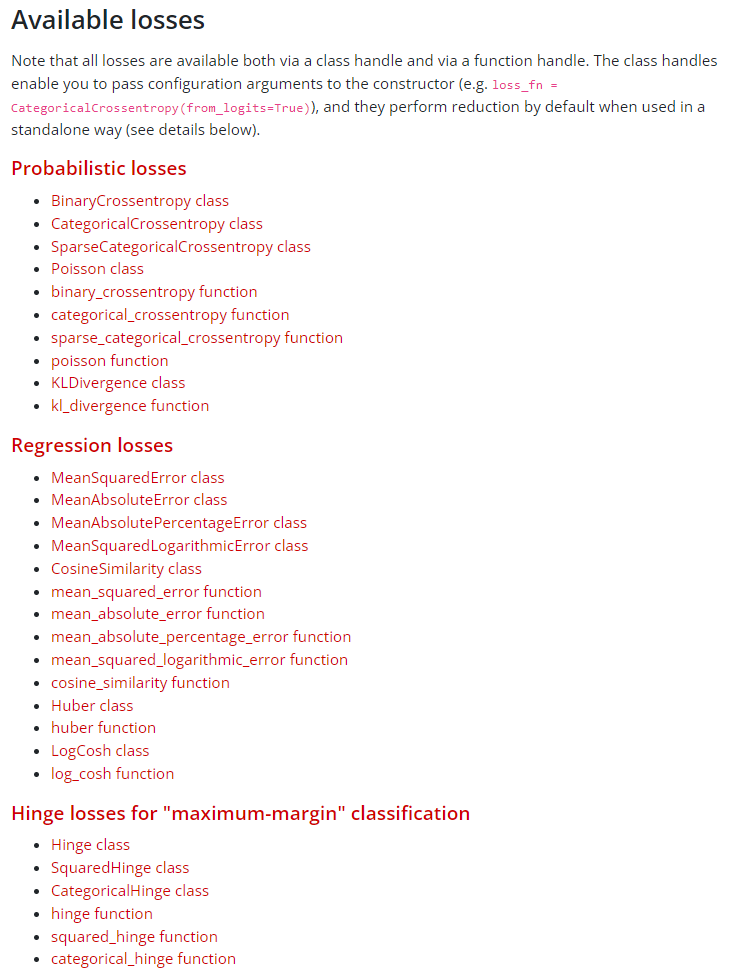 Available losses
Note that all losses are available both via a class handle and via a function handle. The class handles
enable you to pass configuration arguments to the constructor (e.g. loss_fn =
CategoricalCrossentropy(from_logits=True)), and they perform reduction by default when used in a
standalone way (see details below).
Probabilistic losses
• BinaryCrossentropy class
• CategoricalCrossentropy class
• SparseCategoricalCrossentropy class
• Poisson class
• binary_crossentropy function
• categorical_crossentropy function
• sparse_categorical_crossentropy function
• poisson function
• KLDivergence class
• kl_divergence function
Regression losses
• MeanSquaredError class
• MeanAbsoluteError class
• MeanAbsolutePercentageError class
• MeanSquaredLogarithmicError class
• CosineSimilarity class
• mean_squared_error function
• mean_absolute_error function
• mean_absolute_percentage_error function
• mean_squared_logarithmic_error function
• cosine_similarity function
• Huber class
• huber function
• LogCosh class
• log_cosh function
Hinge losses for "maximum-margin" classification
• Hinge class
• SquaredHinge class
• CategoricalHinge class
• hinge function
• squared_hinge function
• categorical_hinge function